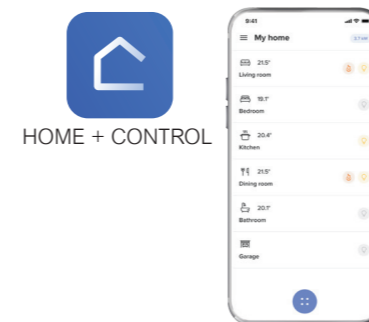 HOME + CONTROL
9:41
My home
21.5°
Living room
19.1°
Bedroom
20.4°
Kitchen
21.5°
Dining room
20.1°
Bathroom
Garage